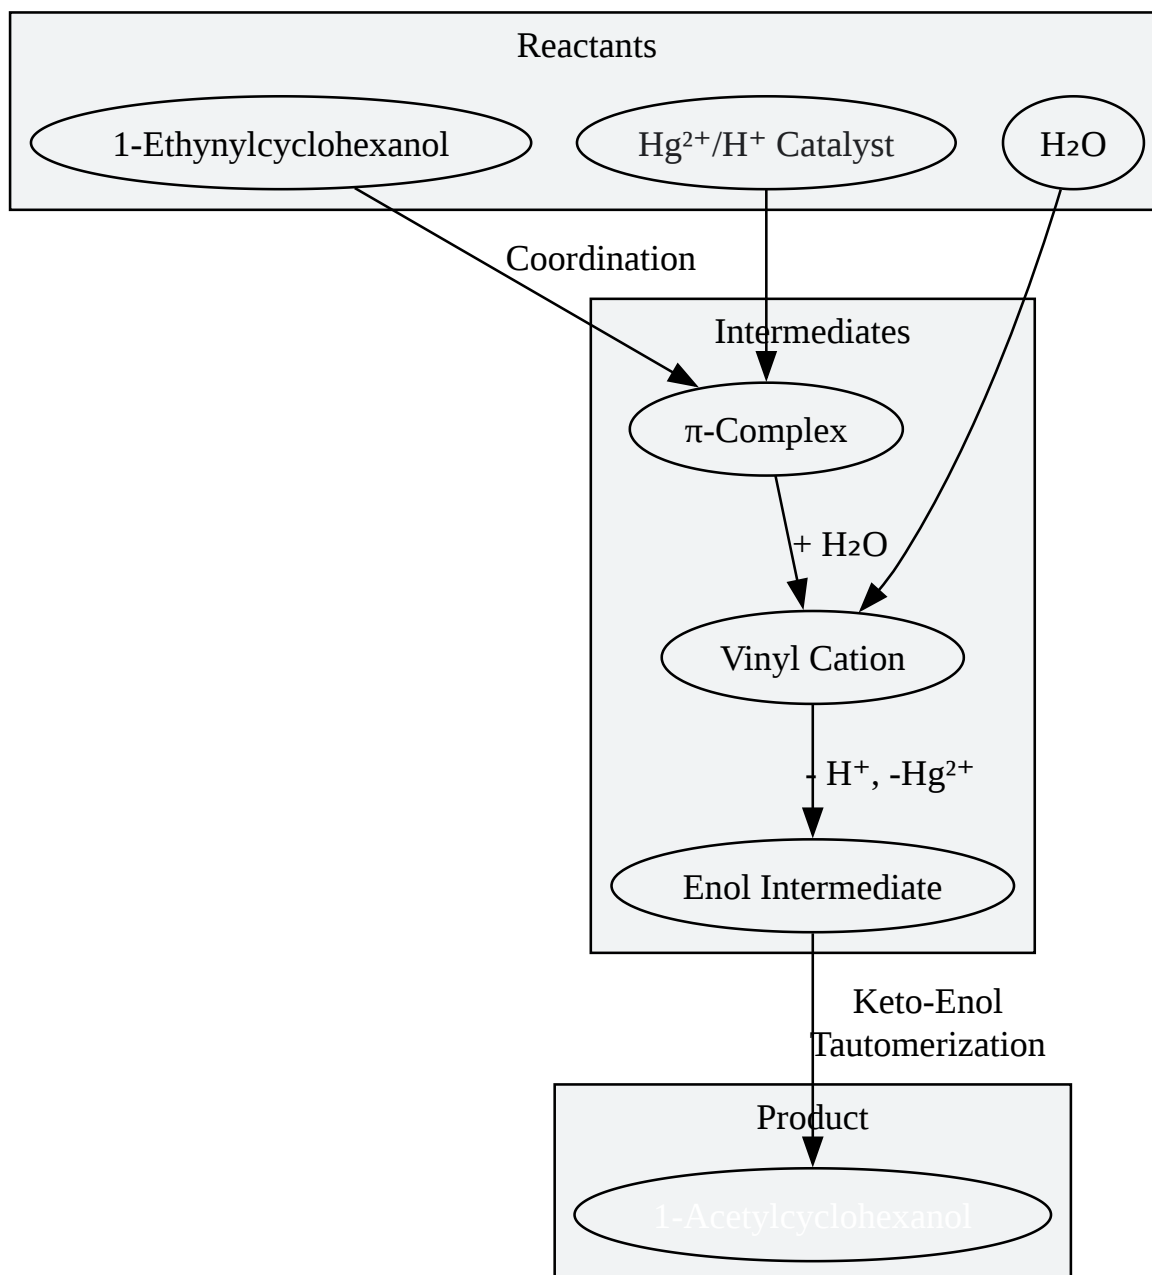 Reactants
1-Ethynylcyclohexanol
Hg²⁺/H⁺ Catalyst
H₂O
Coordination
Intermediates
π-Complex
+ H₂O
Vinyl Cation
- H⁺, -Hg²⁺
Enol Intermediate
Keto-Enol
Tautomerization
Product
1-Acetylcyclohexanol